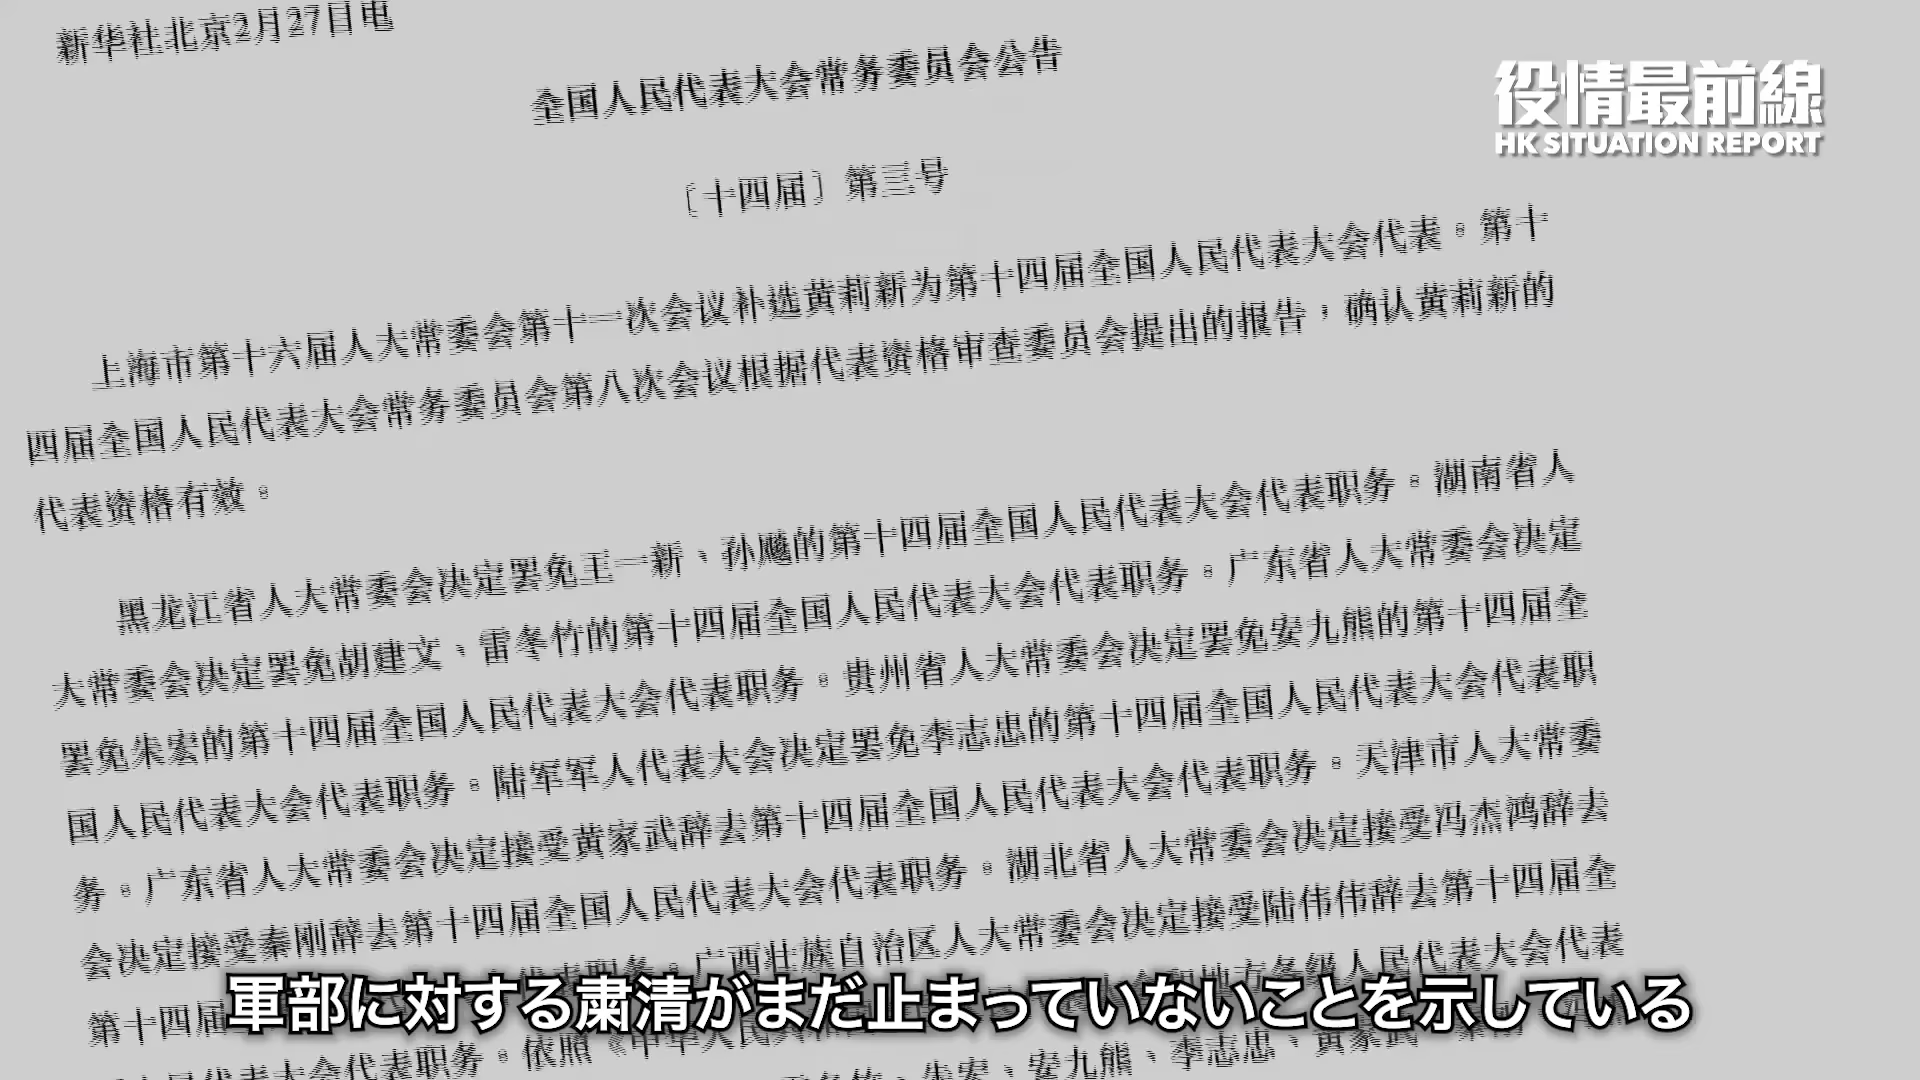 新华社北京2月27日电
全国人民代表大会常务委员会公告
役情最前線
HK SITUATION REPORT
〔十四届〕第三号
上海市第十六届人大常委会第十一次会议补选黄莉新为第十四届全国人民代表大会代表。第十
四届全国人民代表大会常务委员会第八次会议根据代表资格审查委员会提出的报告，确认黄莉新的
代表资格有效。
黑龙江省人大常委会决定罢免王一新、孙飚的第十四届全国人民代表大会代表职务。湖南省人
大常委会决定罢免胡建文、雷冬竹的第十四届全国人民代表大会代表职务。广东省人大常委会决定
罢免朱宏的第十四届全国人民代表大会代表职务。贵州省人大常委会决定罢免安九熊的第十四届全
国人民代表大会代表职务。陆军军人代表大会决定罢免李志忠的第十四届全国人民代表大会代表职
务。广东省人大常委会决定接受黄家武辞去第十四届全国人民代表大会代表职务。天津市人大常委
会决定接受秦刚辞去第十四届全国人民代表大会代表职务。湖北省人大常委会决定接受冯杰鸿辞去
第十四届 代表职务。广西壮族自治区人大常委会决定接受陆伟伟辞去第十四届全
代表职务。依照《中华人民共 人民代表大会代表
安九熊、李志忠、黄家武
軍部に対する粛清がまだ止まっていないことを示している